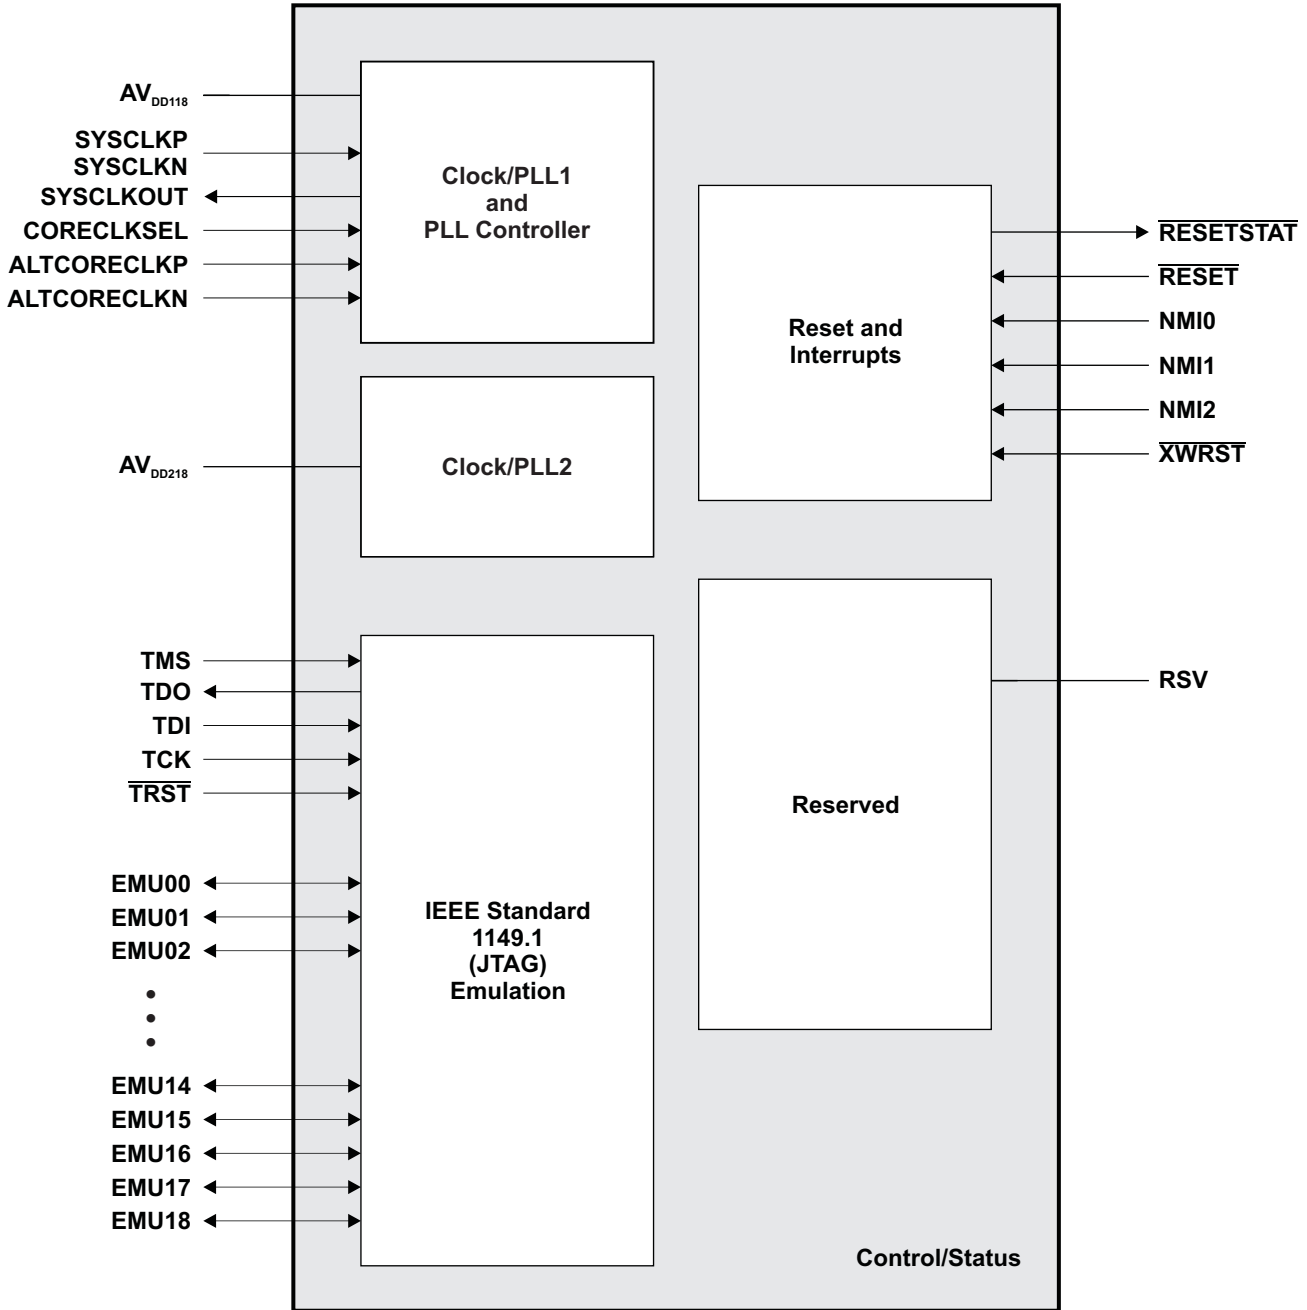 AVDD118
SYSCLKP
SYSCLKN
SYSCLKOUT
CORECLKSEL
ALTCORECLKP
ALTCORECLKN
Clock/PLL1
and
PLL Controller
AVDD218
Clock/PLL2
TMS
TDO
TDI
TCK
TRST
EMU00
EMU01
EMU02
EMU14
EMU15
EMU16
EMU17
EMU18
IEEE Standard
1149.1
(JTAG)
Emulation
Reset and
Interrupts
RESETSTAT
RESET
NMI0
NMI1
NMI2
XWRST
Reserved
RSV
Control/Status